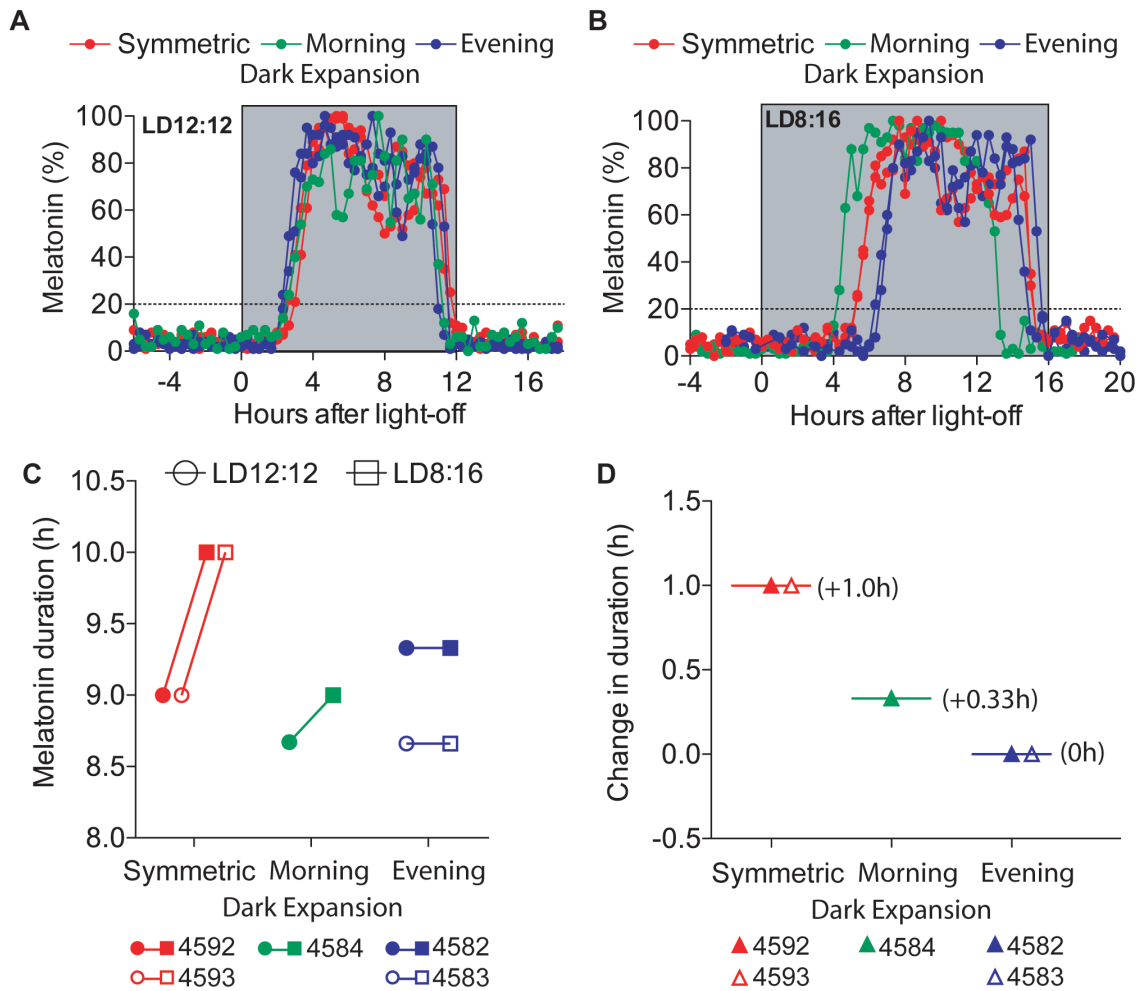 A
Symmetric Morning Evening
Dark Expansion
LD12:12
Melatonin (%)
100
80
60
40
20
0
-4 0 4 8 12 16
Hours after light-off
B
Symmetric Morning Evening
Dark Expansion
LD8:16
Melatonin (%)
100
80
60
40
20
0
-4 0 4 8 12 16 20
Hours after light-off
C
LD12:12 LD8:16
Melatonin duration (h)
10.5
10.0
9.5
9.0
8.5
8.0
Symmetric Morning Evening
Dark Expansion
4592 4584 4582
4593 4583
D
Change in duration (h)
1.5
1.0
0.5
0.0
-0.5
(+1.0h)
(+0.33h)
(0h)
Symmetric Morning Evening
Dark Expansion
4592 4584 4582
4593 4583